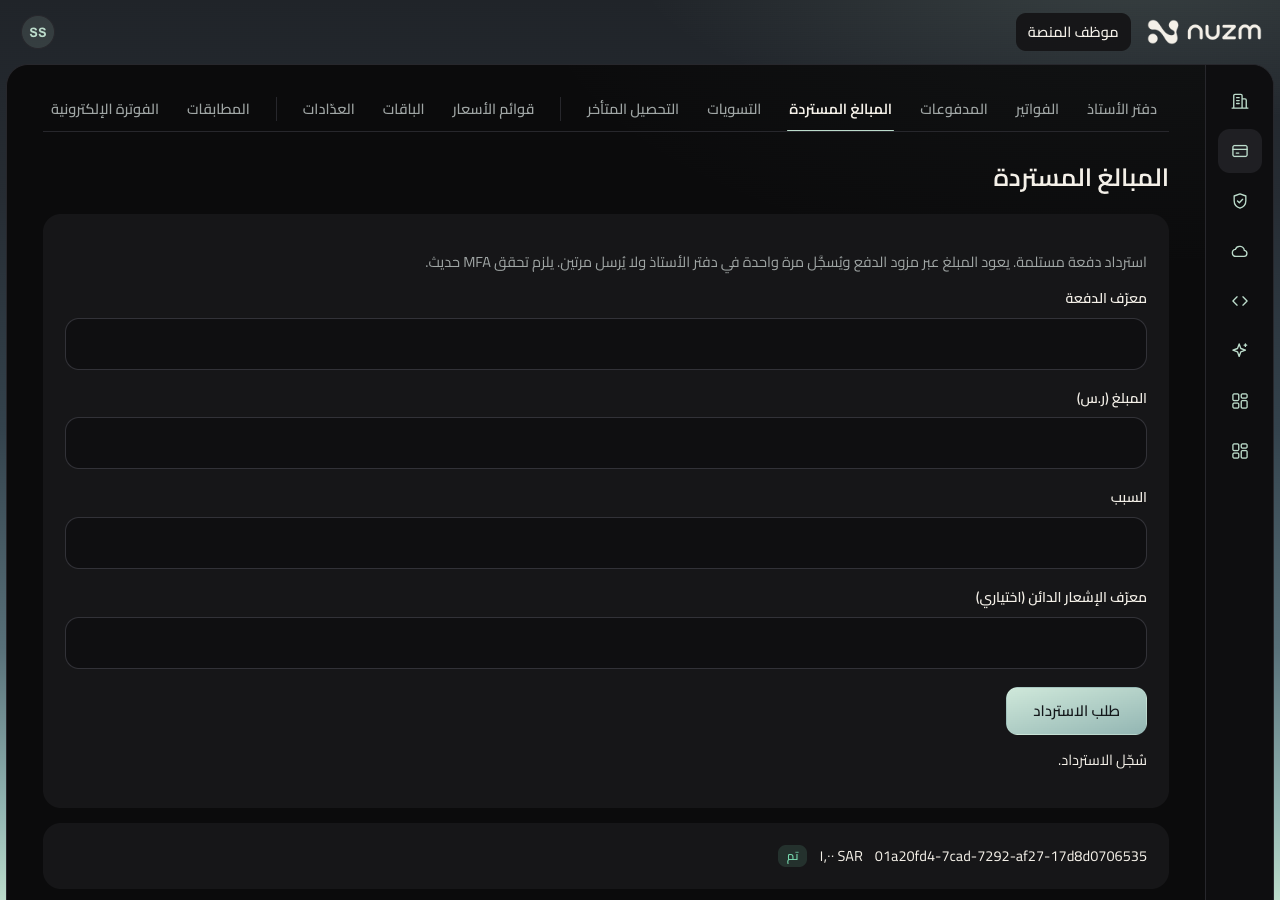 nuzm
موظف المنصة
SS
دفتر الأستاذ
الفواتير
المدفوعات
المبالغ المستردة
التسويات
التحصيل المتأخر
قوائم الأسعار
الباقات
العدّادات
المطابقات
الفوترة الإلكترونية
المبالغ المستردة
استرداد دفعة مستلمة. يعود المبلغ عبر مزود الدفع ويُسجَّل مرة واحدة في دفتر الأستاذ ولا يُرسل مرتين. يلزم تحقق MFA حديث.
معرّف الدفعة
المبلغ (ر.س)
السبب
معرّف الإشعار الدائن (اختياري)
طلب الاسترداد
سُجّل الاسترداد.
01a20fd4-7cad-7292-af27-17d8d0706535 ١٫٠٠ SAR تم